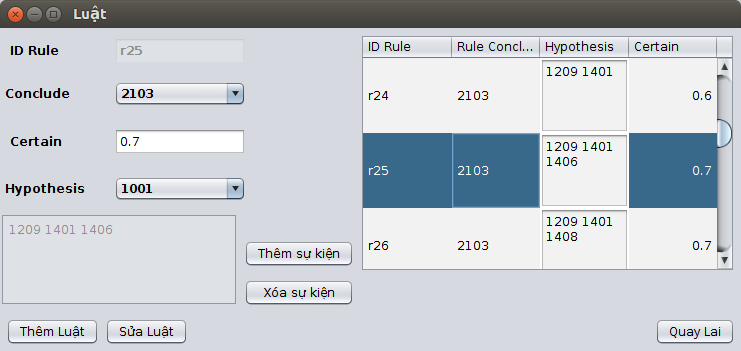 Luật
ID Rule
r25
Conclude
2103
Certain
0.7
Hypothesis
1001
1209 1401 1406
Thêm sự kiện
Xóa sự kiện
Thêm Luật
Sửa Luật
ID Rule Rule Concl... Hypothesis Certain
r24 2103 1209 1401 0.6
r25 2103 1209 1401 0.7
1406
r26 2103 1209 1401 0.7
1408
Quay Lai